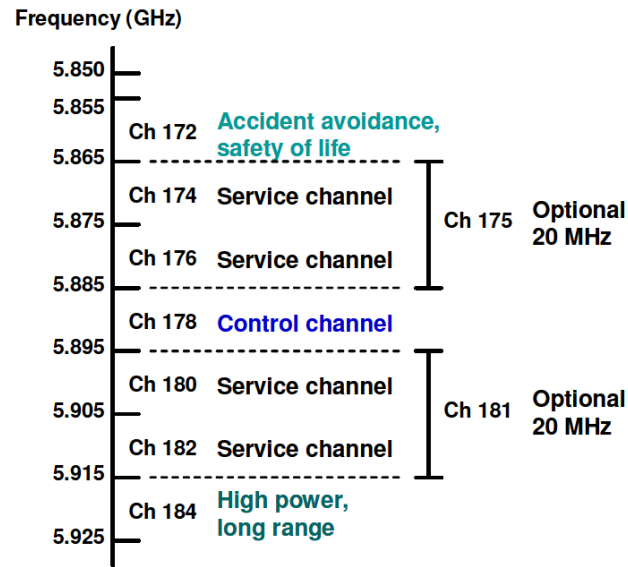 Frequency (GHz)
5.850
5.855
Ch 172 Accident avoidance,
safety of life
5.865
Ch 174 Service channel
Ch 175 Optional
20 MHz
5.875
Ch 176 Service channel
5.885
Ch 178 Control channel
5.895
Ch 180 Service channel
Ch 181 Optional
20 MHz
5.905
Ch 182 Service channel
5.915
Ch 184 High power,
long range
5.925